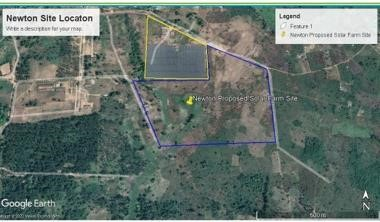 Newton Site Locaton
Write a description for your map.
Legend
Feature 1
Newton Proposed Solar Farm Site
Newton Proposed Solar Farm Site
Google Earth
N
500 m